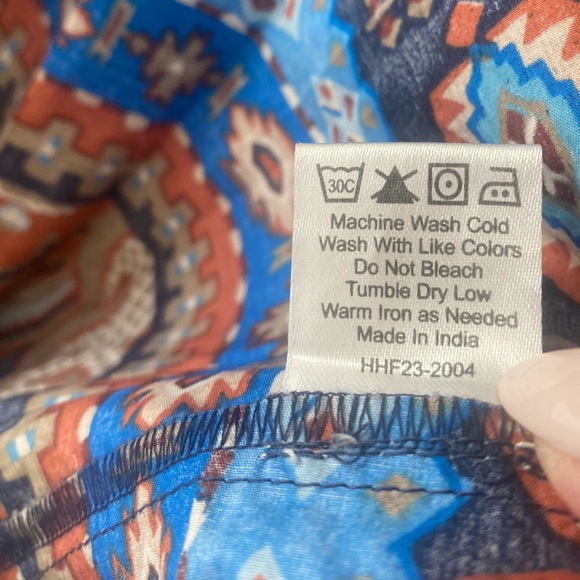 30C
Machine Wash Cold
Wash With Like Colors
Do Not Bleach
Tumble Dry Low
Warm Iron as Needed
Made In India
HHF23-2004